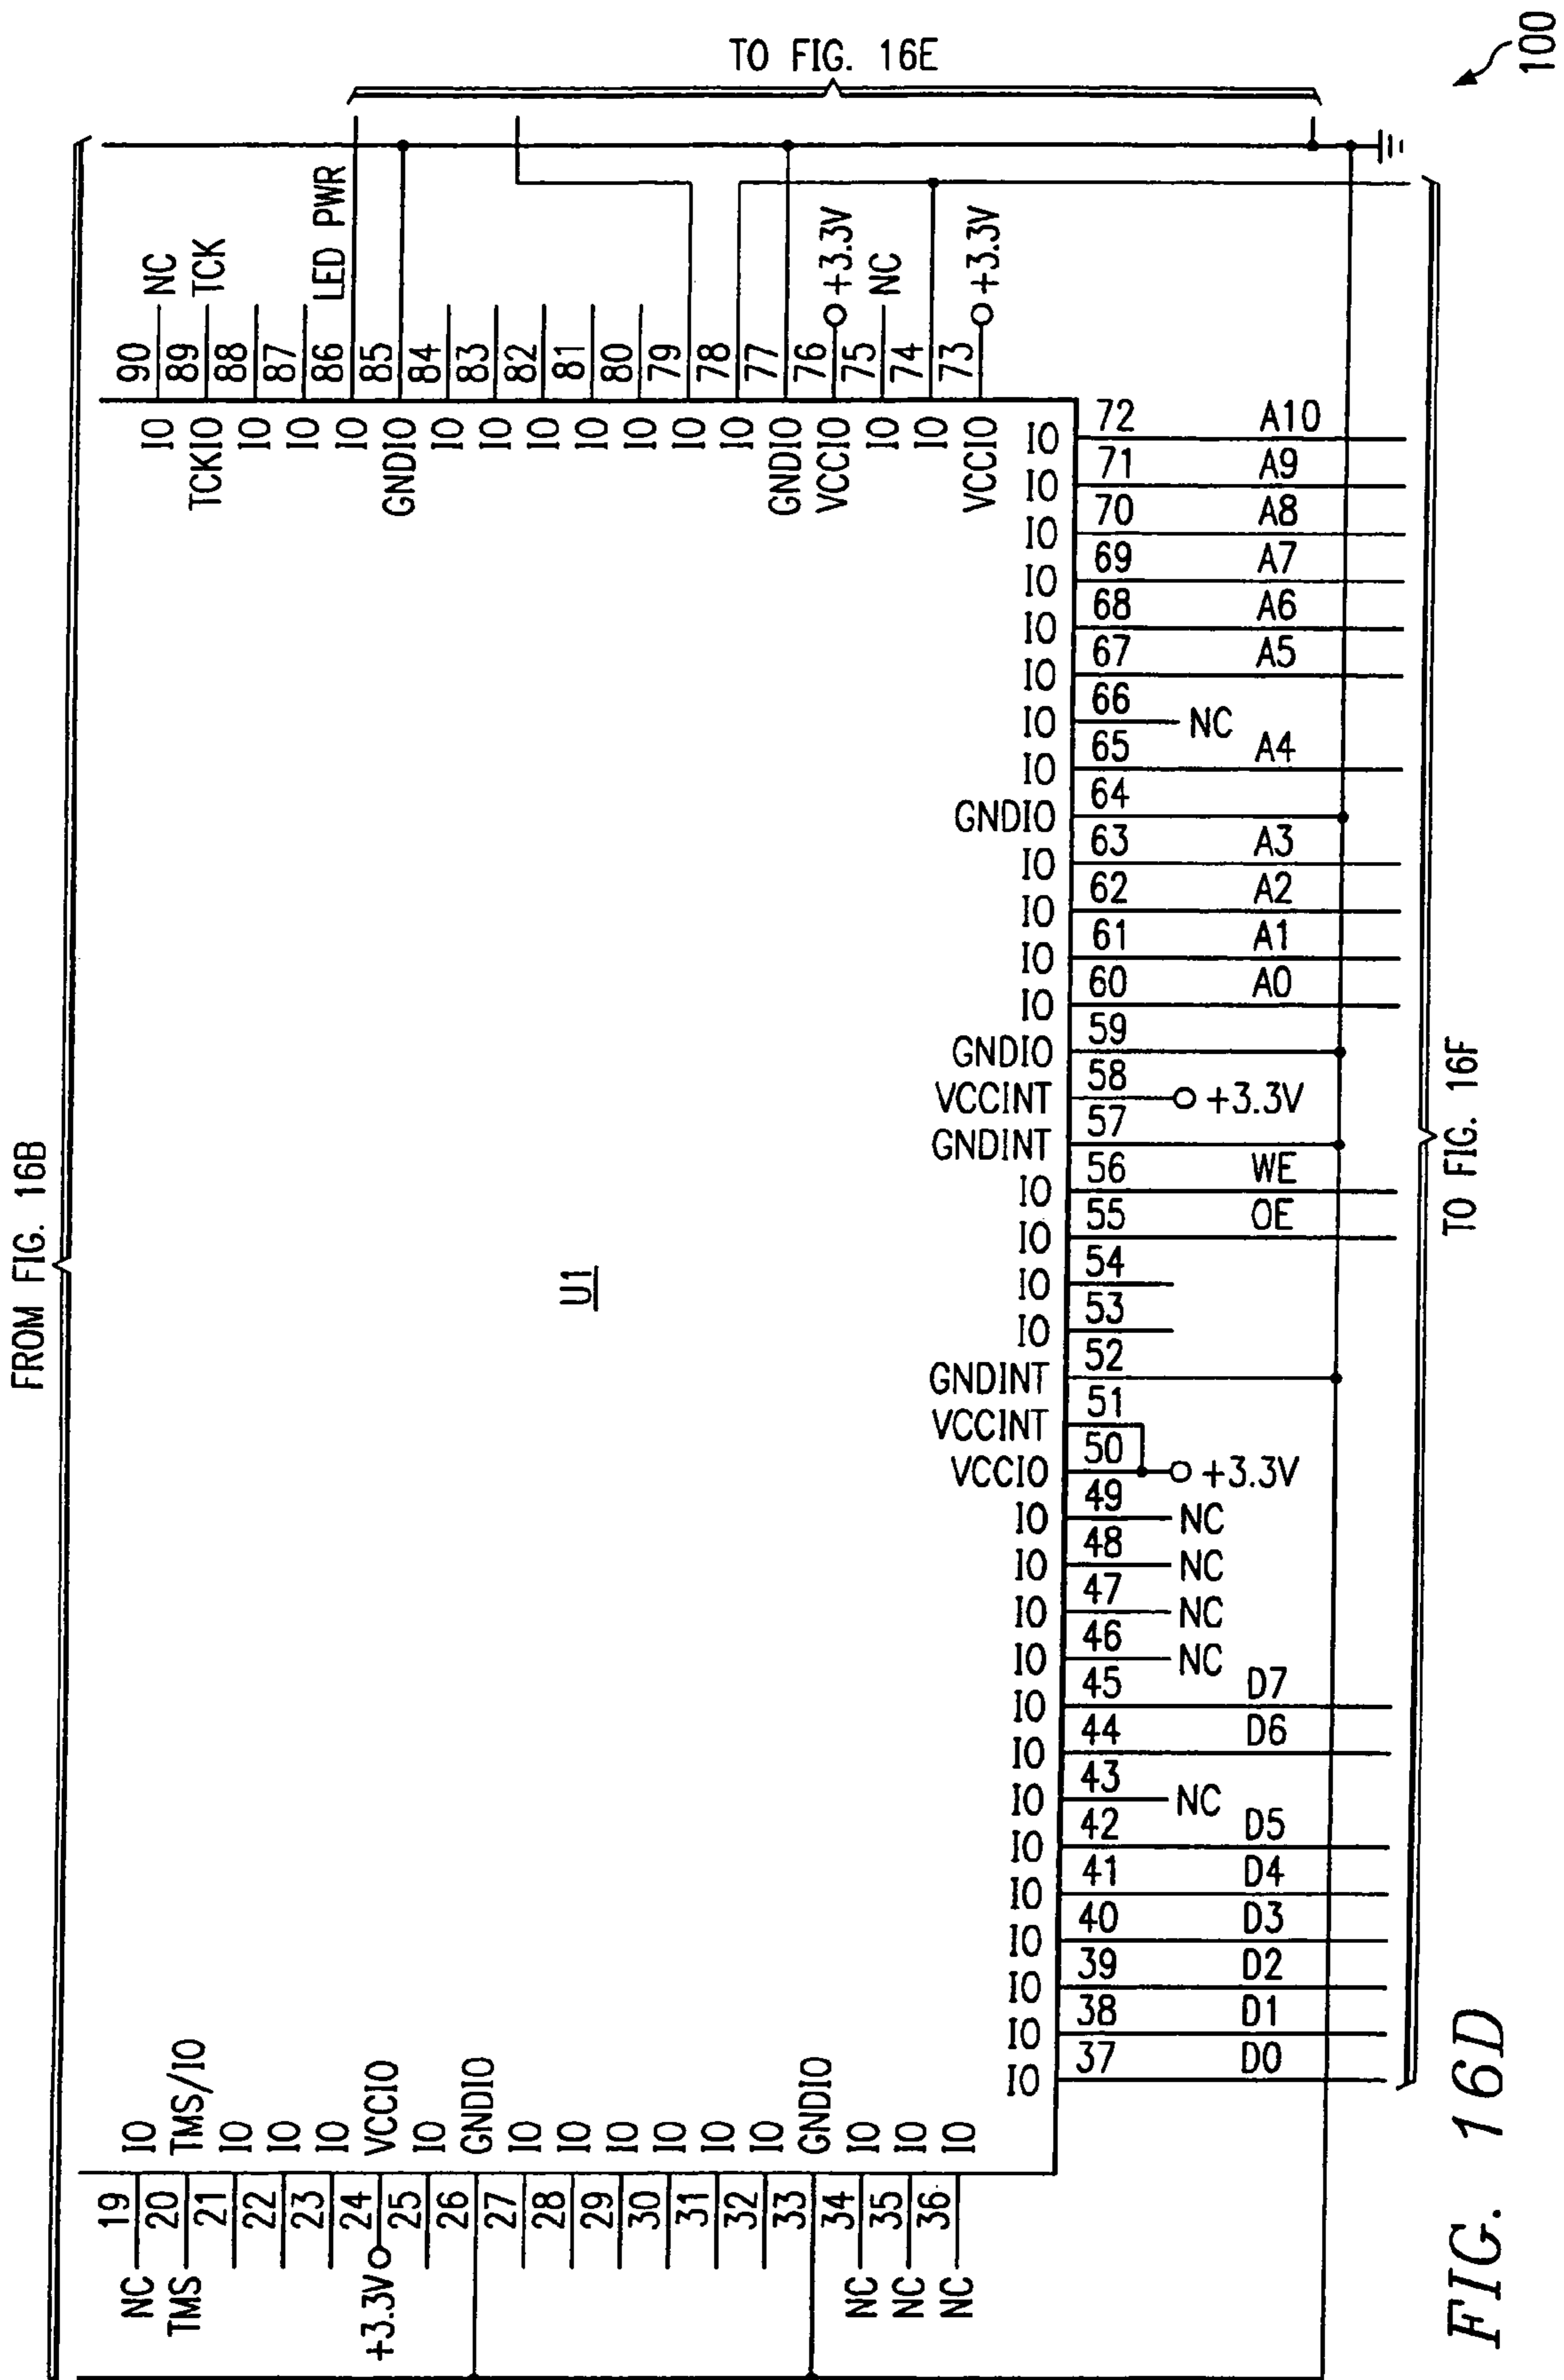 FROM FIG. 16B
NC 19 IO
TMS 20 TMS/IO
21 IO
22 IO
23 IO
+3.3V 24 VCCIO
25 IO
26 GNDIO
27 IO
28 IO
29 IO
30 IO
31 IO
32 IO
33 GNDIO
NC 34 IO
NC 35 IO
NC 36 IO
U1
IO 90 NC
TCKIO 89 TCK
IO 88
IO 87
IO 86 LED PWR
GNDIO 85
IO 84
IO 83
IO 82
IO 81
IO 80
IO 79
IO 78
GNDIO 77
VCCIO 76 +3.3V
IO 75 NC
IO 74
VCCIO 73 +3.3V
TO FIG. 16E
IO 37 D0
IO 38 D1
IO 39 D2
IO 40 D3
IO 41 D4
IO 42 D5
IO 43 NC
IO 44 D6
IO 45 D7
IO 46 NC
IO 47 NC
IO 48 NC
IO 49 NC
VCCIO 50 +3.3V
VCCINT 51
GNDINT 52
IO 53
IO 54
IO 55 OE
IO 56 WE
GNDINT 57
VCCINT 58 +3.3V
GNDIO 59
IO 60 A0
IO 61 A1
IO 62 A2
IO 63 A3
GNDIO 64
IO 65 A4
IO 66 NC
IO 67 A5
IO 68 A6
IO 69 A7
IO 70 A8
IO 71 A9
IO 72 A10
TO FIG. 16F
FIG. 16D
100